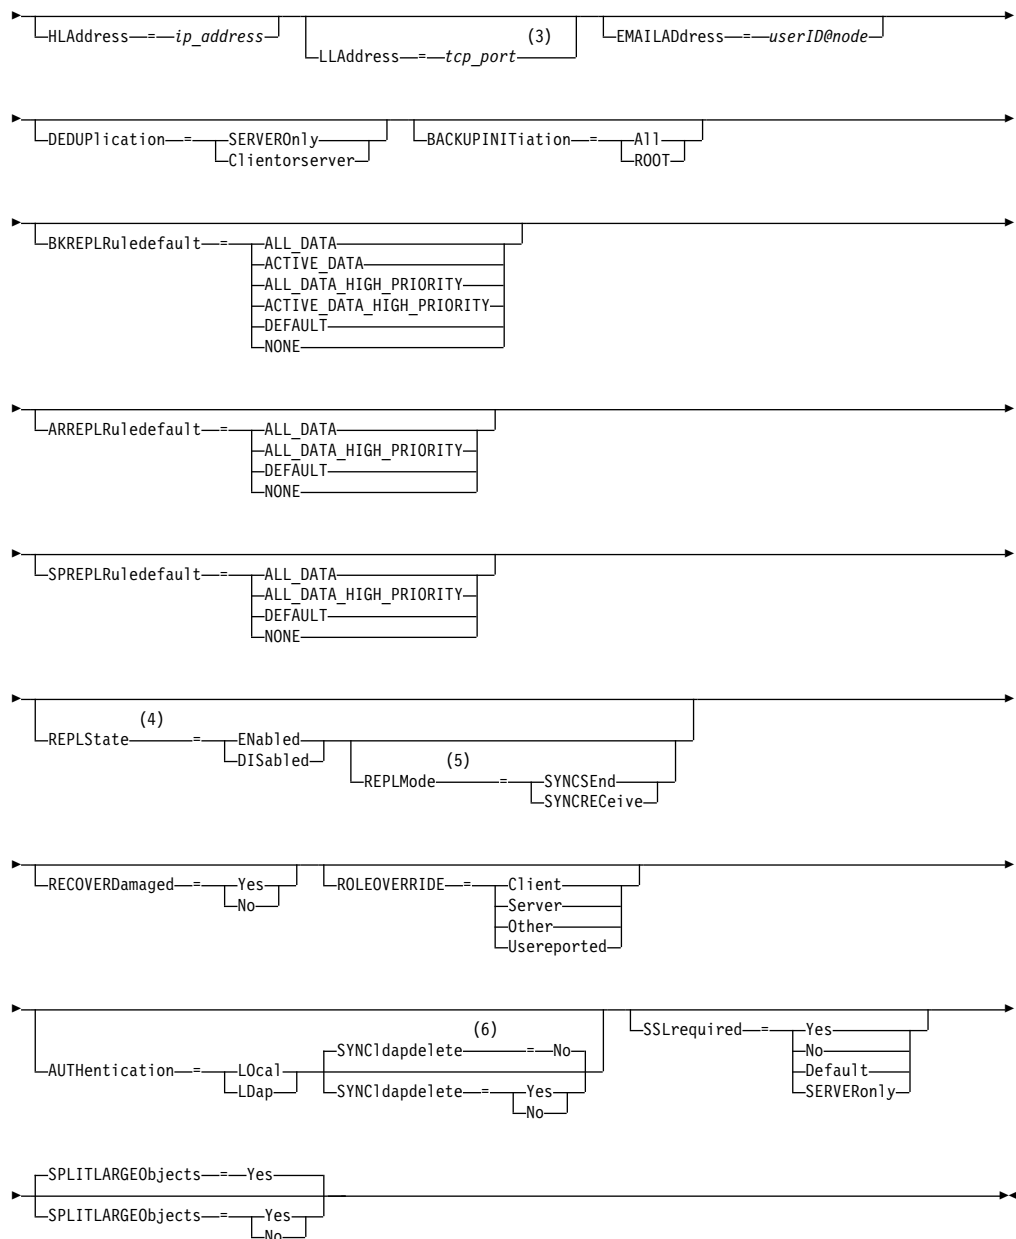 HLAddress = ip_address
(3)
LLAddress = tcp_port
EMAILADdress = userID@node
DEDUPlication = SERVEROnly
Clientorserver
BACKUPINITiation = All
ROOT
BKREPLRuledefault = ALL_DATA
ACTIVE_DATA
ALL_DATA_HIGH_PRIORITY
ACTIVE_DATA_HIGH_PRIORITY
DEFAULT
NONE
ARREPLRuledefault = ALL_DATA
ALL_DATA_HIGH_PRIORITY
DEFAULT
NONE
SPREPLRuledefault = ALL_DATA
ALL_DATA_HIGH_PRIORITY
DEFAULT
NONE
(4)
REPLState = ENabled
DISabled
(5)
REPLMode = SYNCSEnd
SYNCRECeive
RECOVERDamaged = Yes
No
ROLEOVERRIDE = Client
Server
Other
Usereported
(6)
SYNCldapdelete = No
AUTHentication = LOcal
LDap
SYNCldapdelete = Yes
No
SSLrequired = Yes
No
Default
SERVERonly
SPLITLARGEObjects = Yes
SPLITLARGEObjects = Yes
No